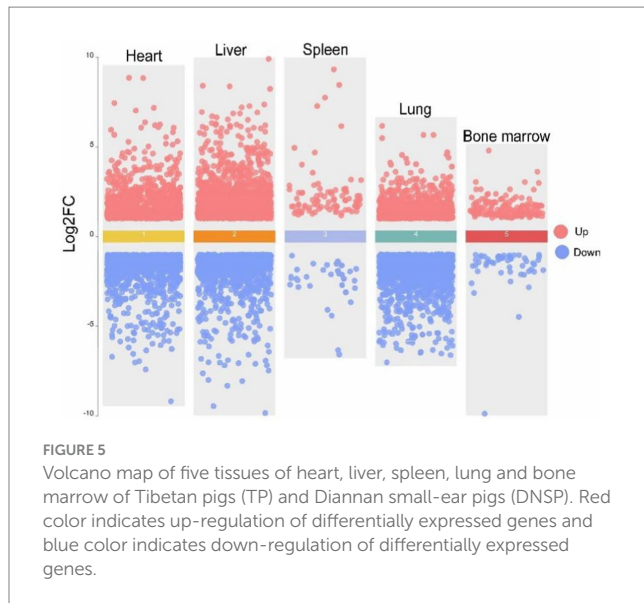 Heart
Liver
Spleen
Lung
Bone marrow
10
5
0
-5
-10
Log2FC
1
2
3
4
5
Up
Down
FIGURE 5
Volcano map of five tissues of heart, liver, spleen, lung and bone
marrow of Tibetan pigs (TP) and Diannan small-ear pigs (DNSP). Red
color indicates up-regulation of differentially expressed genes and
blue color indicates down-regulation of differentially expressed
genes.